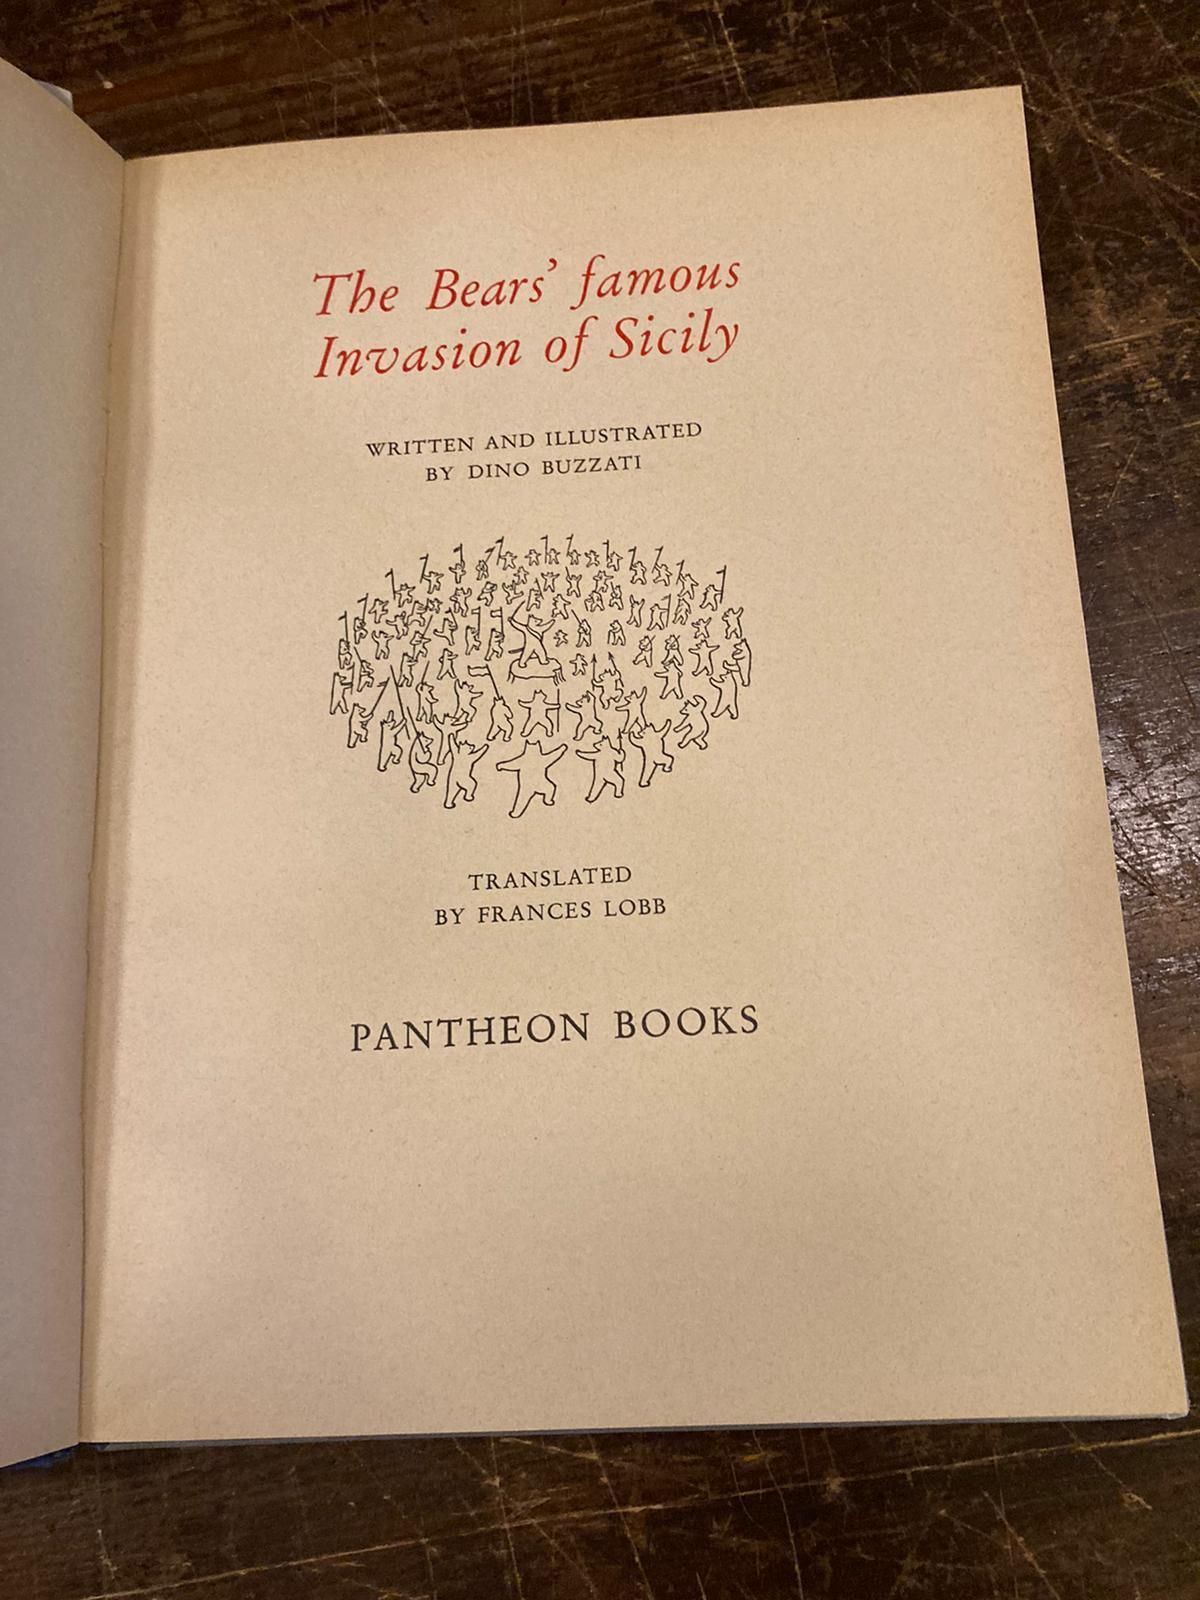 The Bears' famous
Invasion of Sicily
WRITTEN AND ILLUSTRATED
BY DINO BUZZATI
TRANSLATED
BY FRANCES LOBB
PANTHEON BOOKS